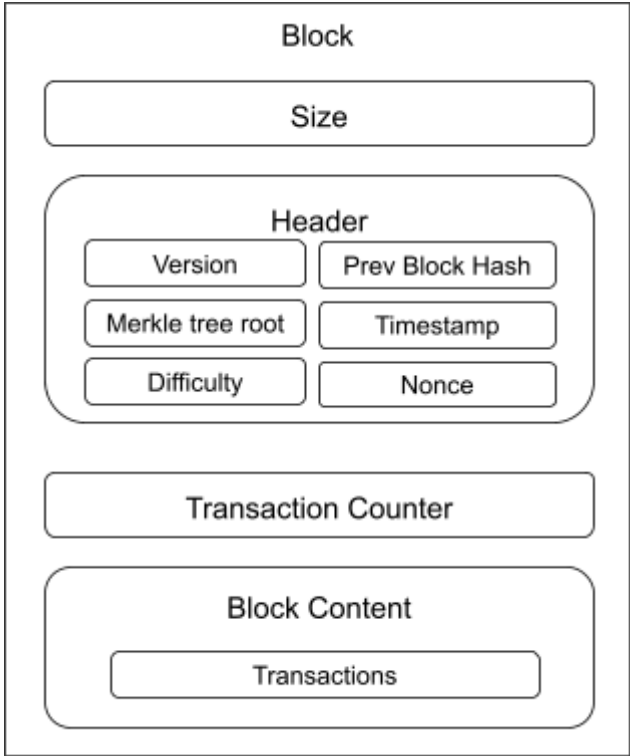 Block
Size
Header
Version
Prev Block Hash
Merkle tree root
Timestamp
Difficulty
Nonce
Transaction Counter
Block Content
Transactions